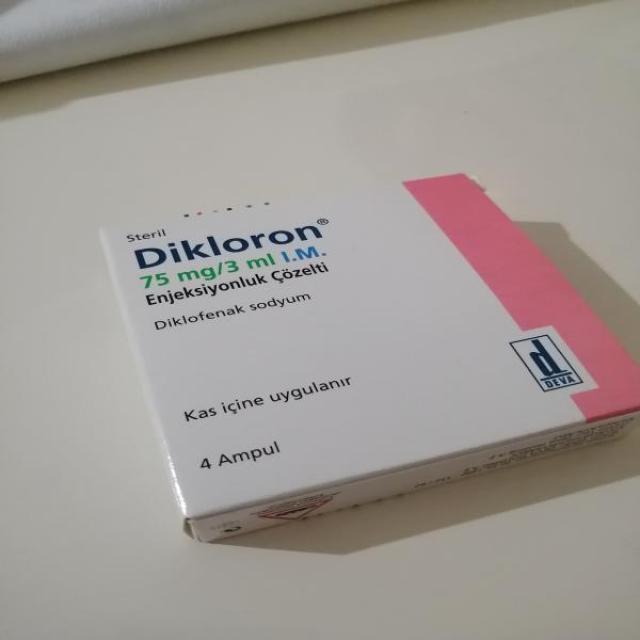 Steril
Dikloron®
75 mg/3 ml I.M.
Enjeksiyonluk Çözelti
Diklofenak sodyum
Kas içine uygulanır
4 Ampul
d
DEVA